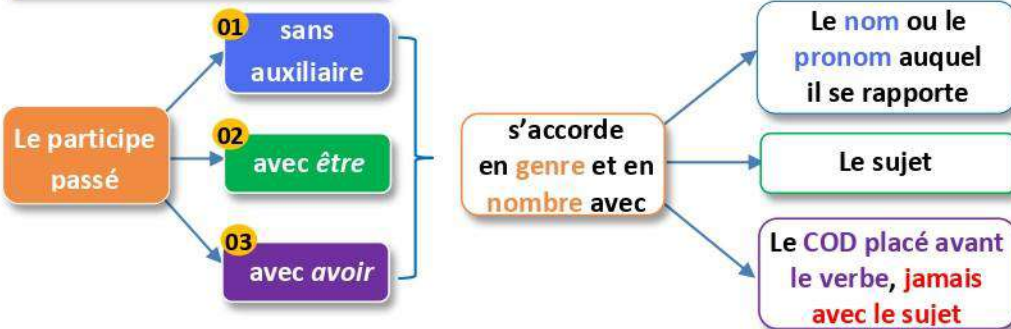 Le participe
passé
01
sans
auxiliaire
02
avec être
03
avec avoir
s'accorde
en genre et en
nombre avec
Le nom ou le
pronom auquel
il se rapporte
Le sujet
Le COD placé avant
le verbe, jamais
avec le sujet